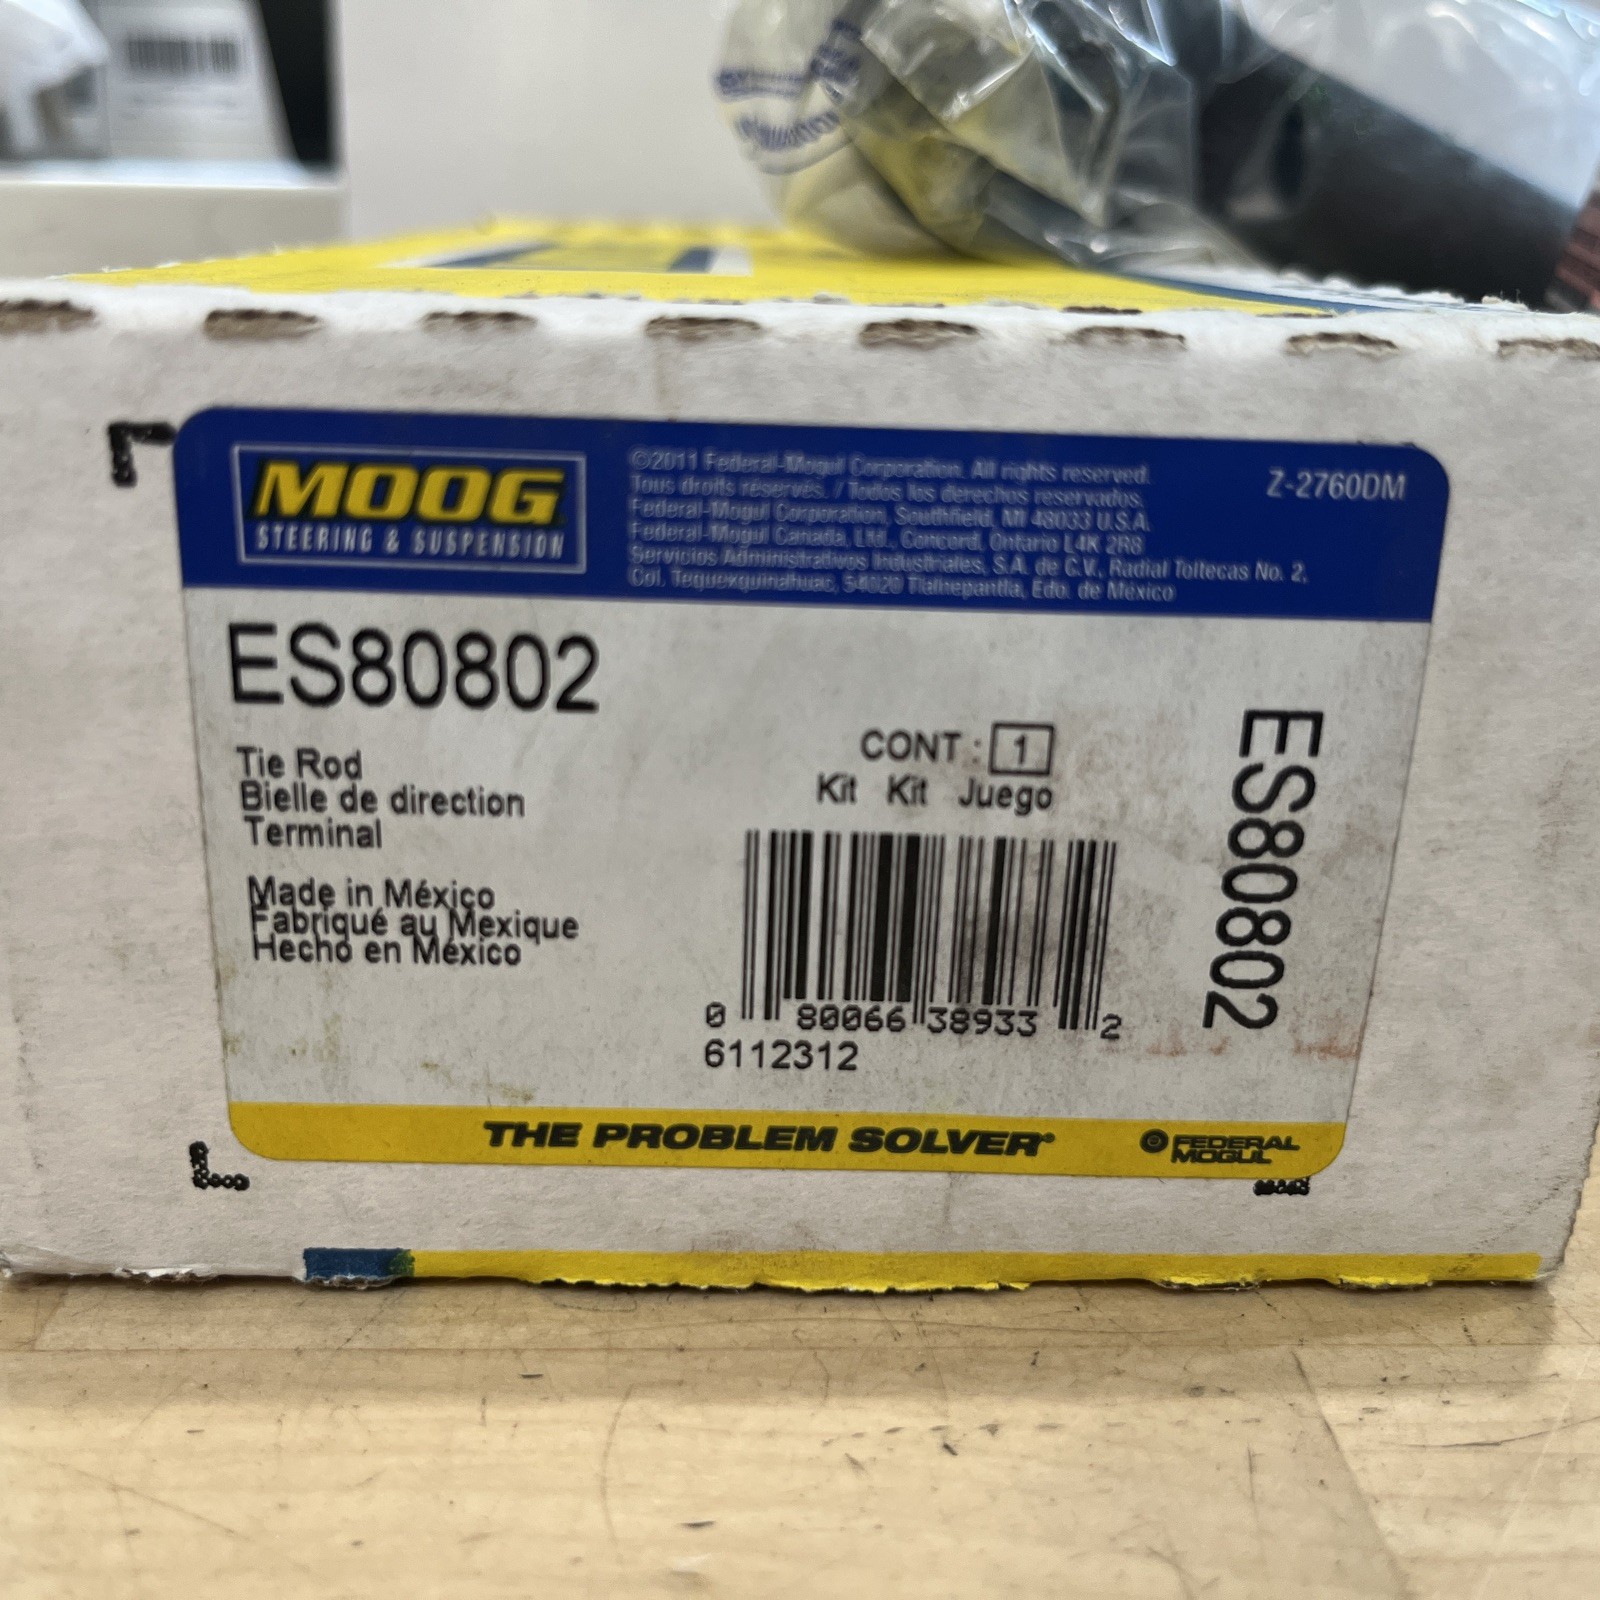 MOOG
STEERING & SUSPENSION
©2011 Federal-Mogul Corporation. All rights reserved.
Tous droits réservés. / Todos los derechos reservados.
Federal-Mogul Corporation, Southfield, MI 48033 U.S.A.
Federal-Mogul Canada, Ltd., Concord, Ontario L4K 2R8
Servicios Administrativos Industriales, S.A. de C.V., Radial Toltecas No. 2,
Col. Tequexquinahuac, 54020 Tlalnepantla, Edo. de México
Z-2760DM
ES80802
Tie Rod
Bielle de direction
Terminal
Made in México
Fabriqué au Mexique
Hecho en México
CONT : 1
Kit Kit Juego
0 80066 38933 2
6112312
ES80802
THE PROBLEM SOLVER®
FEDERAL
MOGUL